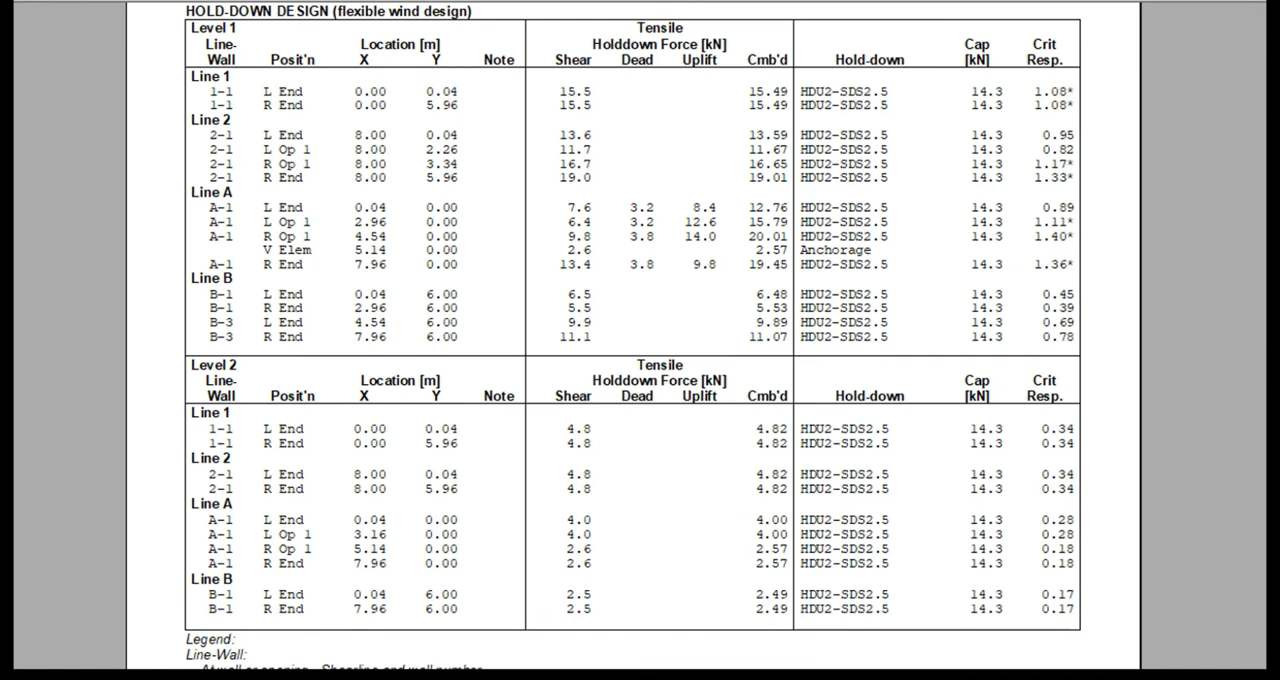 HOLD-DOWN DESIGN (flexible wind design)
Level 1 Tensile
Line- Location [m] Holddown Force [kN] Cap Crit
Wall Posit'n X Y Note Shear Dead Uplift Cmb'd Hold-down [kN] Resp.
Line 1
1-1 L End 0.00 0.04 15.5 15.49 HDU2-SDS2.5 14.3 1.08*
1-1 R End 0.00 5.96 15.5 15.49 HDU2-SDS2.5 14.3 1.08*
Line 2
2-1 L End 8.00 0.04 13.6 13.59 HDU2-SDS2.5 14.3 0.95
2-1 L Op 1 8.00 2.26 11.7 11.67 HDU2-SDS2.5 14.3 0.82
2-1 R Op 1 8.00 3.34 16.7 16.65 HDU2-SDS2.5 14.3 1.17*
2-1 R End 8.00 5.96 19.0 19.01 HDU2-SDS2.5 14.3 1.33*
Line A
A-1 L End 0.04 0.00 7.6 3.2 8.4 12.76 HDU2-SDS2.5 14.3 0.89
A-1 L Op 1 2.96 0.00 6.4 3.2 12.6 15.79 HDU2-SDS2.5 14.3 1.11*
A-1 R Op 1 4.54 0.00 9.8 3.8 14.0 20.01 HDU2-SDS2.5 14.3 1.40*
V Elem 5.14 0.00 2.6 2.57 Anchorage
A-1 R End 7.96 0.00 13.4 3.8 9.8 19.45 HDU2-SDS2.5 14.3 1.36*
Line B
B-1 L End 0.04 6.00 6.5 6.48 HDU2-SDS2.5 14.3 0.45
B-1 R End 2.96 6.00 5.5 5.53 HDU2-SDS2.5 14.3 0.39
B-3 L End 4.54 6.00 9.9 9.89 HDU2-SDS2.5 14.3 0.69
B-3 R End 7.96 6.00 11.1 11.07 HDU2-SDS2.5 14.3 0.78
Level 2 Tensile
Line- Location [m] Holddown Force [kN] Cap Crit
Wall Posit'n X Y Note Shear Dead Uplift Cmb'd Hold-down [kN] Resp.
Line 1
1-1 L End 0.00 0.04 4.8 4.82 HDU2-SDS2.5 14.3 0.34
1-1 R End 0.00 5.96 4.8 4.82 HDU2-SDS2.5 14.3 0.34
Line 2
2-1 L End 8.00 0.04 4.8 4.82 HDU2-SDS2.5 14.3 0.34
2-1 R End 8.00 5.96 4.8 4.82 HDU2-SDS2.5 14.3 0.34
Line A
A-1 L End 0.04 0.00 4.0 4.00 HDU2-SDS2.5 14.3 0.28
A-1 L Op 1 3.16 0.00 4.0 4.00 HDU2-SDS2.5 14.3 0.28
A-1 R Op 1 5.14 0.00 2.6 2.57 HDU2-SDS2.5 14.3 0.18
A-1 R End 7.96 0.00 2.6 2.57 HDU2-SDS2.5 14.3 0.18
Line B
B-1 L End 0.04 6.00 2.5 2.49 HDU2-SDS2.5 14.3 0.17
B-1 R End 7.96 6.00 2.5 2.49 HDU2-SDS2.5 14.3 0.17
Legend:
Line-Wall: